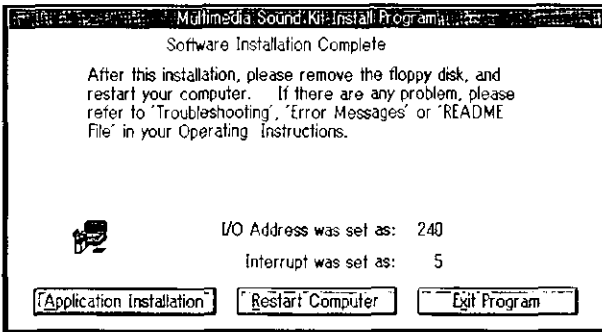 Multimedia Sound Kit Install Program
Software Installation Complete
After this installation, please remove the floppy disk, and
restart your computer. If there are any problem, please
refer to 'Troubleshooting', 'Error Messages' or 'README
File' in your Operating Instructions.
I/O Address was set as: 240
Interrupt was set as: 5
Application Installation Restart Computer Exit Program